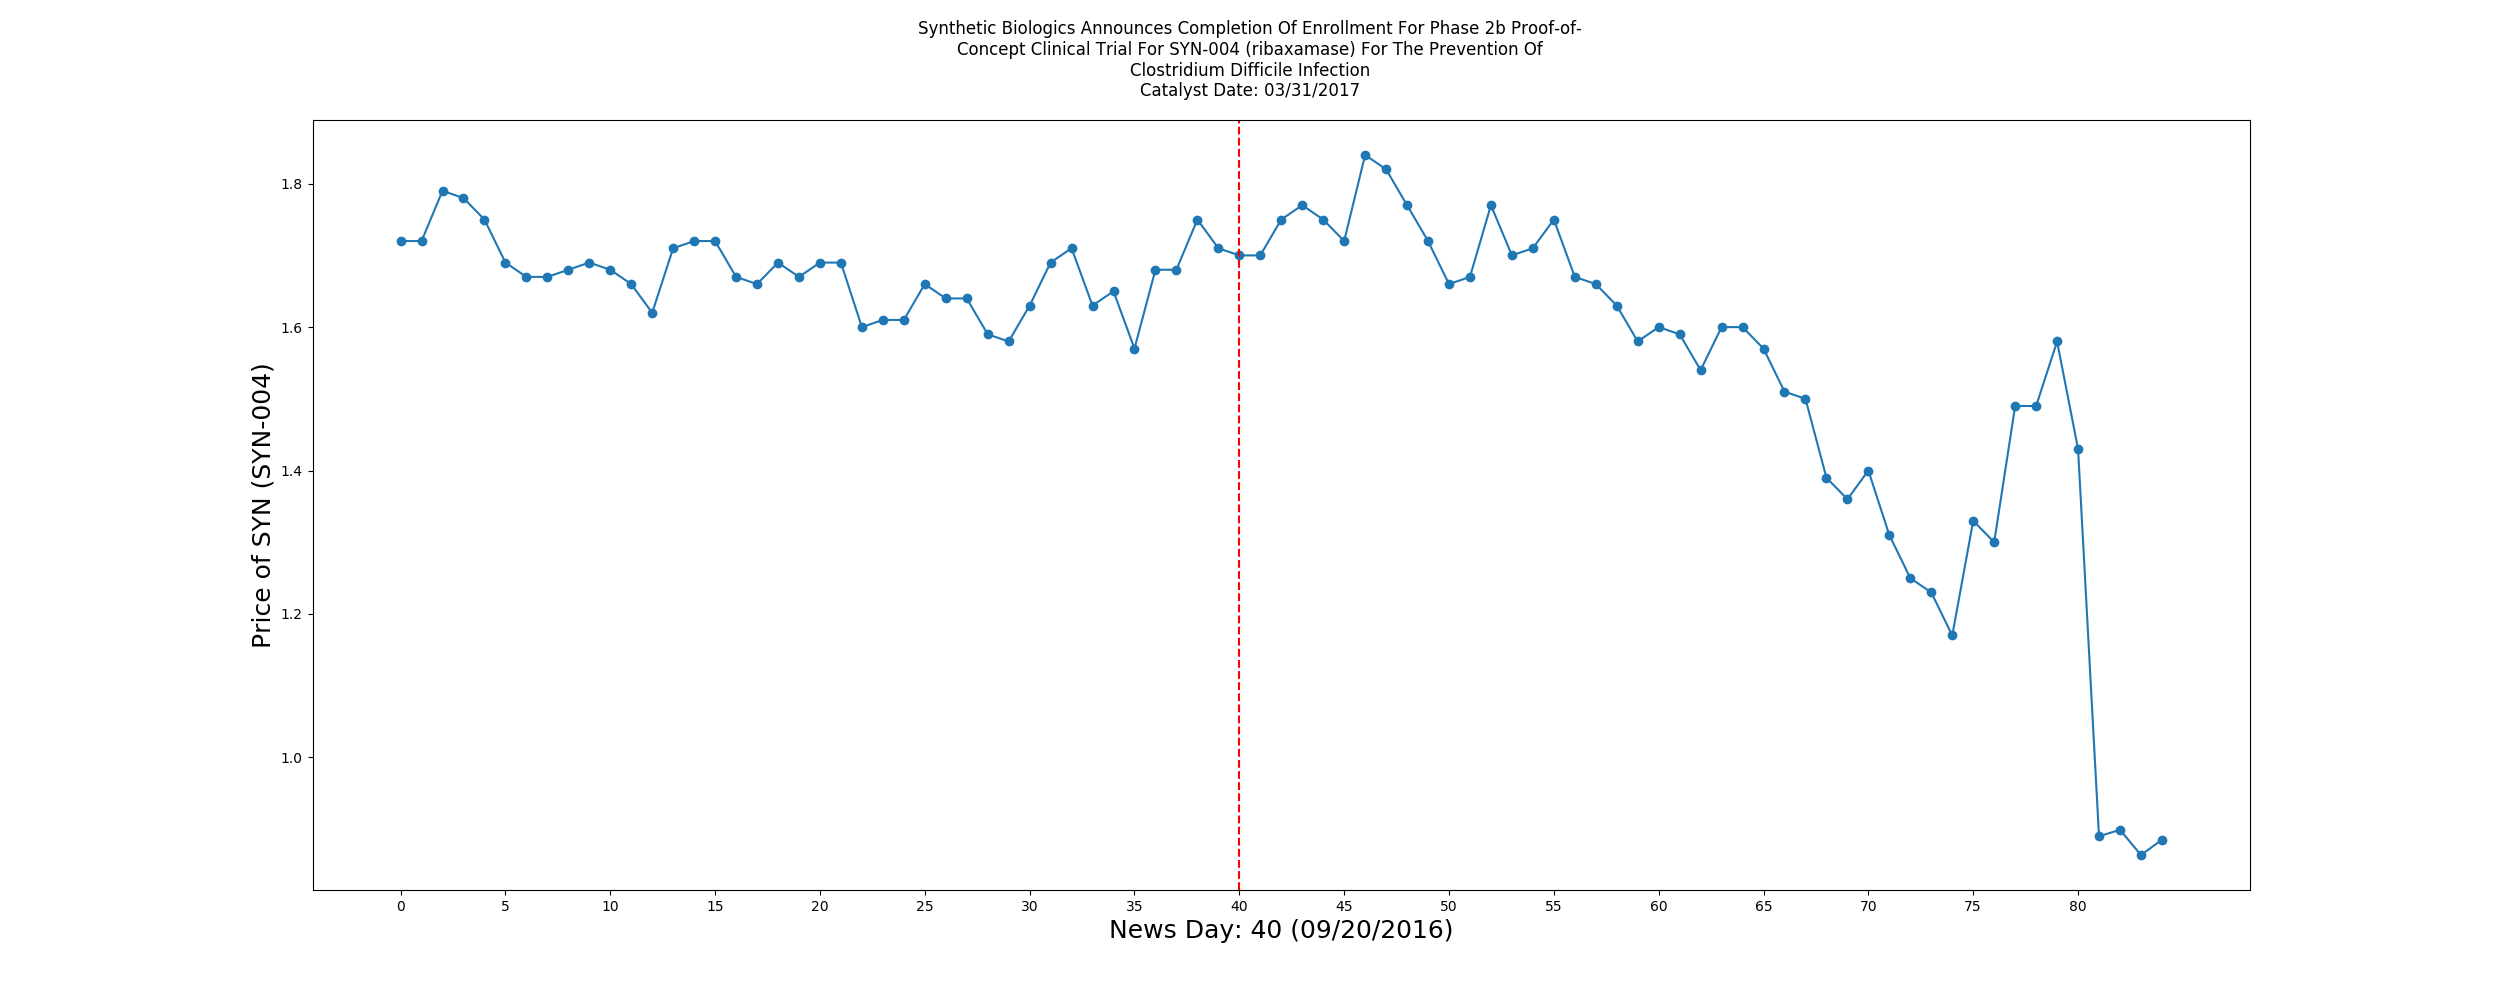 Synthetic Biologics Announces Completion Of Enrollment For Phase 2b Proof-of-
Concept Clinical Trial For SYN-004 (ribaxamase) For The Prevention Of
Clostridium Difficile Infection
Catalyst Date: 03/31/2017
Price of SYN (SYN-004)
1.8
1.6
1.4
1.2
1.0
0 5 10 15 20 25 30 35 40 45 50 55 60 65 70 75 80
News Day: 40 (09/20/2016)